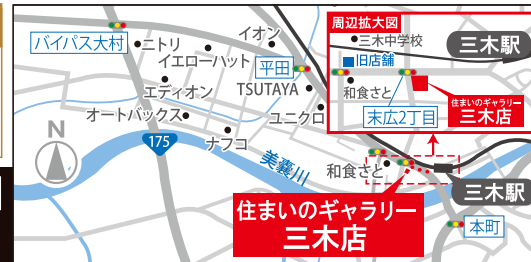 バイパス大村
ニトリ
イエローハット
イオン
平田
エディオン
TSUTAYA
オートバックス
ユニクロ
ナフコ
N
175
美嚢川
和食さと
住まいのギャラリー
三木店
三木駅
本町
周辺拡大図
三木中学校
三木駅
旧店舗
和食さと
末広2丁目
住まいのギャラリー
三木店